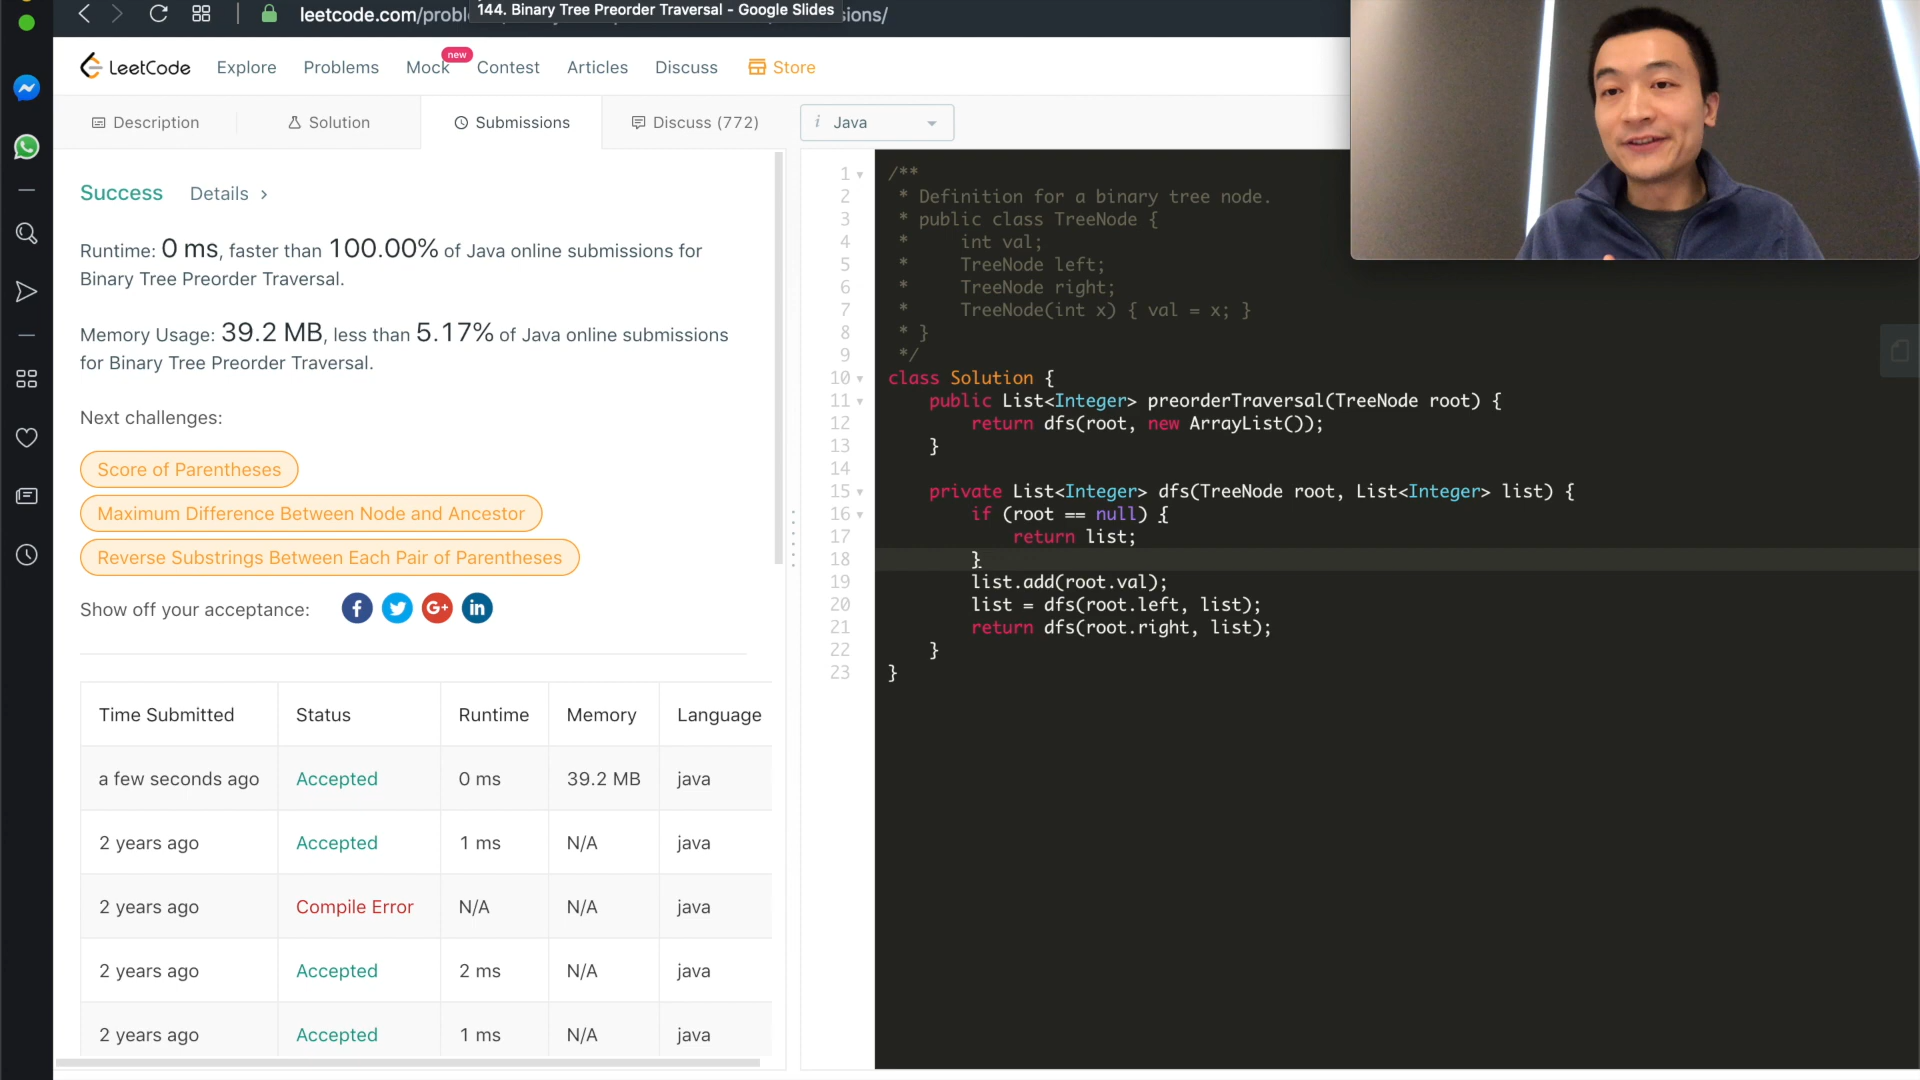 leetcode.com/proble
144. Binary Tree Preorder Traversal - Google Slides
sions/
LeetCode
Explore
Problems
Mock
new
Contest
Articles
Discuss
Store
Description
Solution
Submissions
Discuss (772)
i Java
Success
Details >
Runtime: 0 ms, faster than 100.00% of Java online submissions for
Binary Tree Preorder Traversal.
Memory Usage: 39.2 MB, less than 5.17% of Java online submissions
for Binary Tree Preorder Traversal.
Next challenges:
Score of Parentheses
Maximum Difference Between Node and Ancestor
Reverse Substrings Between Each Pair of Parentheses
Show off your acceptance:
f
G+
in
Time Submitted Status Runtime Memory Language
a few seconds ago Accepted 0 ms 39.2 MB java
2 years ago Accepted 1 ms N/A java
2 years ago Compile Error N/A N/A java
2 years ago Accepted 2 ms N/A java
2 years ago Accepted 1 ms N/A java
1 /**
2 * Definition for a binary tree node.
3 * public class TreeNode {
4 *     int val;
5 *     TreeNode left;
6 *     TreeNode right;
7 *     TreeNode(int x) { val = x; }
8 * }
9 */
10 class Solution {
11     public List<Integer> preorderTraversal(TreeNode root) {
12         return dfs(root, new ArrayList());
13     }
14
15     private List<Integer> dfs(TreeNode root, List<Integer> list) {
16         if (root == null) {
17             return list;
18         }
19         list.add(root.val);
20         list = dfs(root.left, list);
21         return dfs(root.right, list);
22     }
23 }